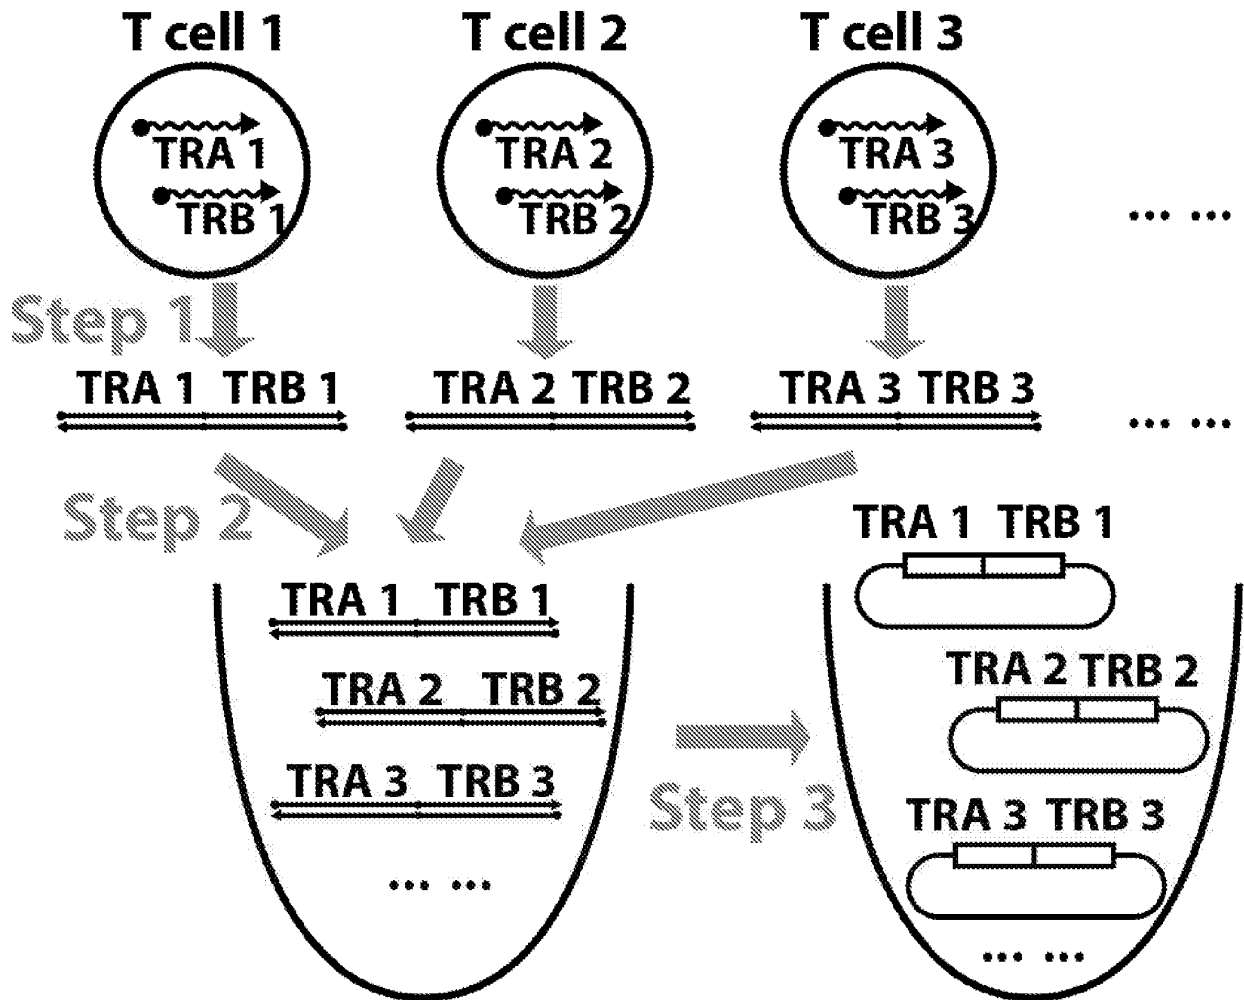 T cell 1 T cell 2 T cell 3
TRA 1 TRA 2 TRA 3
TRB 1 TRB 2 TRB 3
... ...
Step 1
TRA 1 TRB 1 TRA 2 TRB 2 TRA 3 TRB 3
... ...
Step 2
TRA 1 TRB 1
TRA 2 TRB 2
TRA 3 TRB 3
... ...
Step 3
TRA 1 TRB 1
TRA 2 TRB 2
TRA 3 TRB 3
... ...